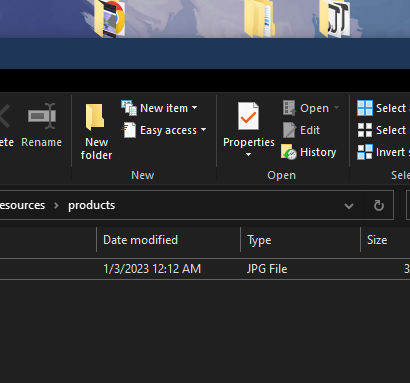 New item
Open
Select
Easy access
Edit
Select
ete
Rename
New
folder
Properties
History
Invert s
New
Open
Sele
esources > products
Date modified
Type
Size
1/3/2023 12:12 AM
JPG File
3